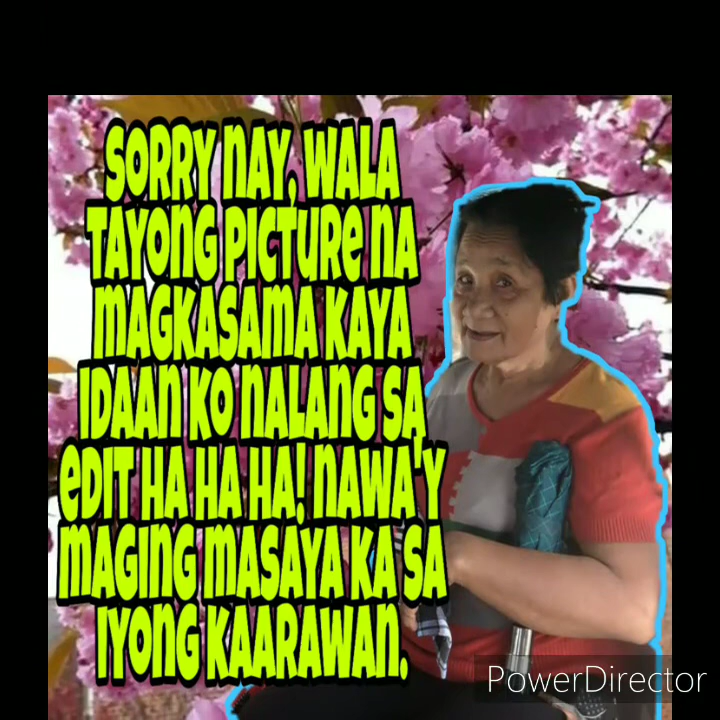 SORRY NAY, WALA
TAYONG PICTURE NA
MAGKASAMA KAYA
IDAAN KO NALANG SA
EDIT HA HA HA! NAWA'Y
MAGING MASAYA KA SA
IYONG KAARAWAN.
PowerDirector